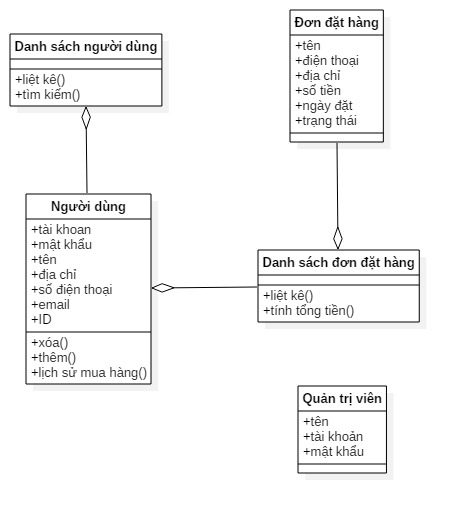 Danh sách người dùng
+liệt kê()
+tìm kiếm()
Đơn đặt hàng
+tên
+điện thoại
+địa chỉ
+số tiền
+ngày đặt
+trạng thái
Người dùng
+tài khoan
+mật khẩu
+tên
+địa chỉ
+số điện thoại
+email
+ID
+xóa()
+thêm()
+lịch sử mua hàng()
Danh sách đơn đặt hàng
+liệt kê()
+tính tổng tiền()
Quản trị viên
+tên
+tài khoản
+mật khẩu